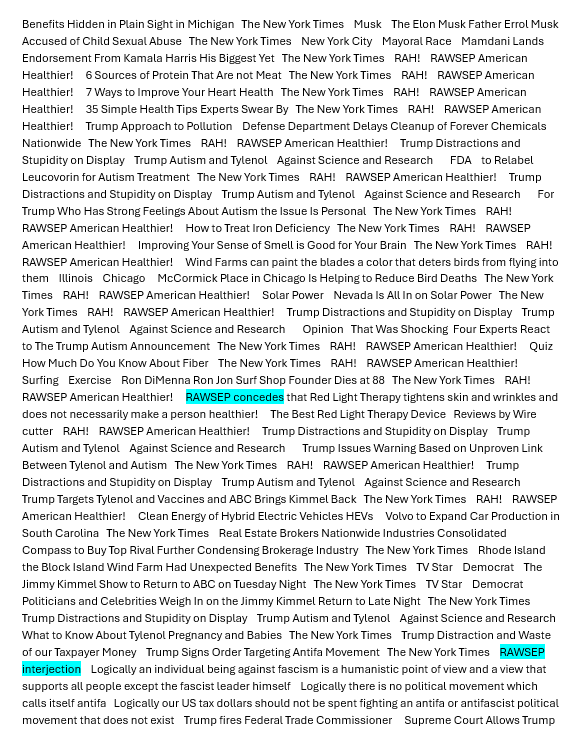 Benefits Hidden in Plain Sight in Michigan The New York Times Musk The Elon Musk Father Errol Musk
Accused of Child Sexual Abuse The New York Times New York City Mayoral Race Mamdani Lands
Endorsement From Kamala Harris His Biggest Yet The New York Times RAH! RAWSEP American
Healthier! 6 Sources of Protein That Are not Meat The New York Times RAH! RAWSEP American
Healthier! 7 Ways to Improve Your Heart Health The New York Times RAH! RAWSEP American
Healthier! 35 Simple Health Tips Experts Swear By The New York Times RAH! RAWSEP American
Healthier! Trump Approach to Pollution Defense Department Delays Cleanup of Forever Chemicals
Nationwide The New York Times RAH! RAWSEP American Healthier! Trump Distractions and
Stupidity on Display Trump Autism and Tylenol Against Science and Research FDA to Relabel
Leucovorin for Autism Treatment The New York Times RAH! RAWSEP American Healthier! Trump
Distractions and Stupidity on Display Trump Autism and Tylenol Against Science and Research For
Trump Who Has Strong Feelings About Autism the Issue Is Personal The New York Times RAH!
RAWSEP American Healthier! How to Treat Iron Deficiency The New York Times RAH! RAWSEP
American Healthier! Improving Your Sense of Smell is Good for Your Brain The New York Times RAH!
RAWSEP American Healthier! Wind Farms can paint the blades a color that deters birds from flying into
them Illinois Chicago McCormick Place in Chicago Is Helping to Reduce Bird Deaths The New York
Times RAH! RAWSEP American Healthier! Solar Power Nevada Is All In on Solar Power The New
York Times RAH! RAWSEP American Healthier! Trump Distractions and Stupidity on Display Trump
Autism and Tylenol Against Science and Research Opinion That Was Shocking Four Experts React
to The Trump Autism Announcement The New York Times RAH! RAWSEP American Healthier! Quiz
How Much Do You Know About Fiber The New York Times RAH! RAWSEP American Healthier!
Surfing Exercise Ron DiMenna Ron Jon Surf Shop Founder Dies at 88 The New York Times RAH!
RAWSEP American Healthier! RAWSEP concedes that Red Light Therapy tightens skin and wrinkles and
does not necessarily make a person healthier! The Best Red Light Therapy Device Reviews by Wire
cutter RAH! RAWSEP American Healthier! Trump Distractions and Stupidity on Display Trump
Autism and Tylenol Against Science and Research Trump Issues Warning Based on Unproven Link
Between Tylenol and Autism The New York Times RAH! RAWSEP American Healthier! Trump
Distractions and Stupidity on Display Trump Autism and Tylenol Against Science and Research
Trump Targets Tylenol and Vaccines and ABC Brings Kimmel Back The New York Times RAH! RAWSEP
American Healthier! Clean Energy of Hybrid Electric Vehicles HEVs Volvo to Expand Car Production in
South Carolina The New York Times Real Estate Brokers Nationwide Industries Consolidated
Compass to Buy Top Rival Further Condensing Brokerage Industry The New York Times Rhode Island
the Block Island Wind Farm Had Unexpected Benefits The New York Times TV Star Democrat The
Jimmy Kimmel Show to Return to ABC on Tuesday Night The New York Times TV Star Democrat
Politicians and Celebrities Weigh In on the Jimmy Kimmel Return to Late Night The New York Times
Trump Distractions and Stupidity on Display Trump Autism and Tylenol Against Science and Research
What to Know About Tylenol Pregnancy and Babies The New York Times Trump Distraction and Waste
of our Taxpayer Money Trump Signs Order Targeting Antifa Movement The New York Times RAWSEP
interjection Logically an individual being against fascism is a humanistic point of view and a view that
supports all people except the fascist leader himself Logically there is no political movement which
calls itself antifa Logically our US tax dollars should not be spent fighting an antifa or antifascist political
movement that does not exist Trump fires Federal Trade Commissioner Supreme Court Allows Trump